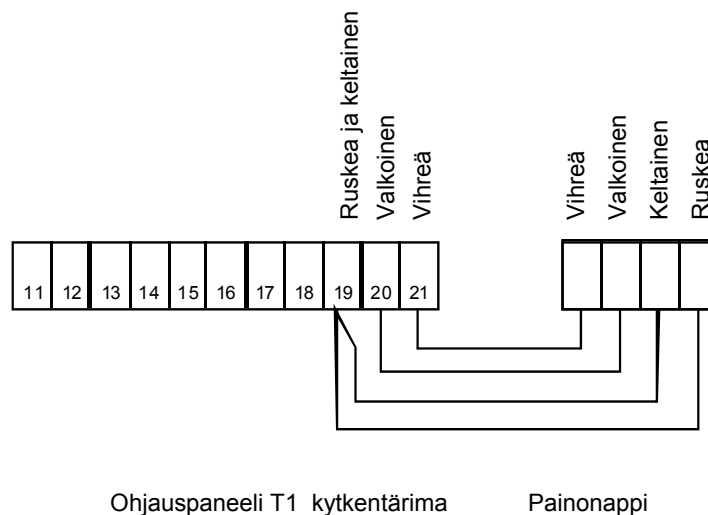 Ruskea ja keltainen
Valkoinen
Vihreä
Vihreä
Valkoinen
Keltainen
Ruskea
11 12 13 14 15 16 17 18 19 20 21
Ohjauspaneeli T1 kytkentärima
Painonappi